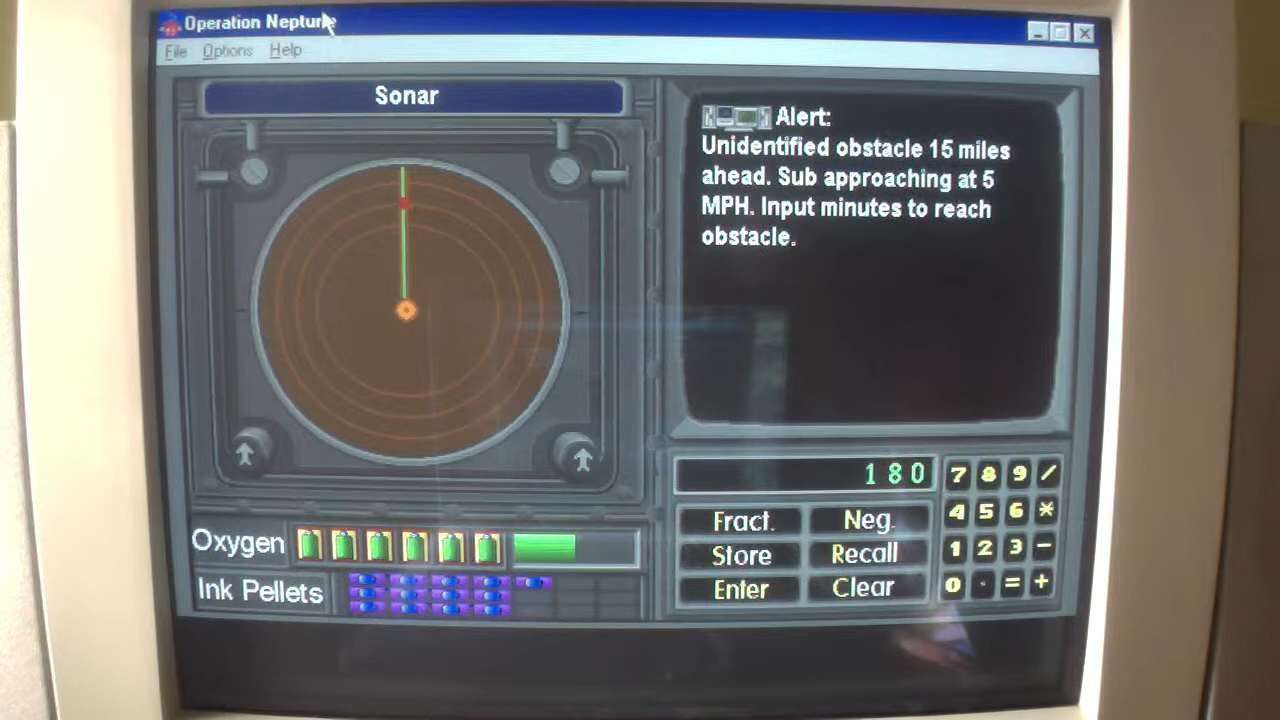 Operation Neptune
File Options Help
Sonar
Alert:
Unidentified obstacle 15 miles
ahead. Sub approaching at 5
MPH. Input minutes to reach
obstacle.
180
7 8 9 /
Fract. Neg. 4 5 6 *
Store Recall 1 2 3 -
Enter Clear 0 . = +
Oxygen
Ink Pellets